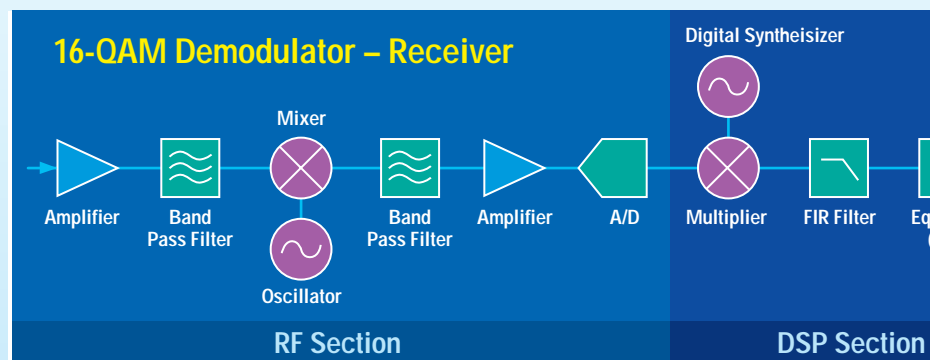 16-QAM Demodulator – Receiver
Digital Syntheisizer
Mixer
Amplifier
Band
Pass Filter
Band
Pass Filter
Amplifier
A/D
Multiplier
FIR Filter
Oscillator
RF Section
DSP Section